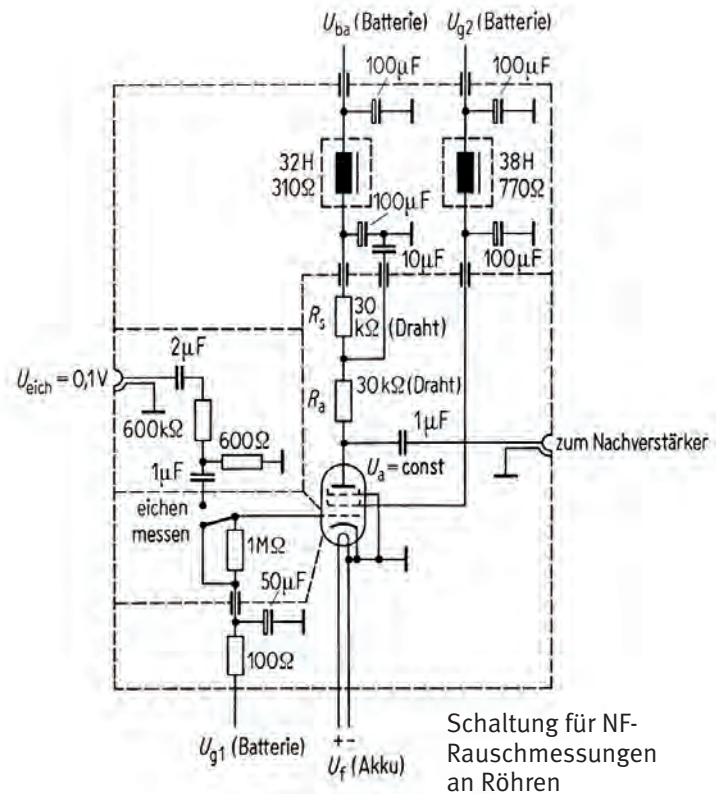 U_ba (Batterie)
U_g2 (Batterie)
100µF
100µF
32H
310Ω
38H
770Ω
100µF
10µF
100µF
R_s
30
kΩ (Draht)
2µF
U_eich = 0,1V
600kΩ
600Ω
R_a
30kΩ (Draht)
1µF
zum Nachverstärker
U_a = const
1µF
eichen
messen
1MΩ
50µF
100Ω
U_g1 (Batterie)
+ -
U_f (Akku)
Schaltung für NF-
Rauschmessungen
an Röhren